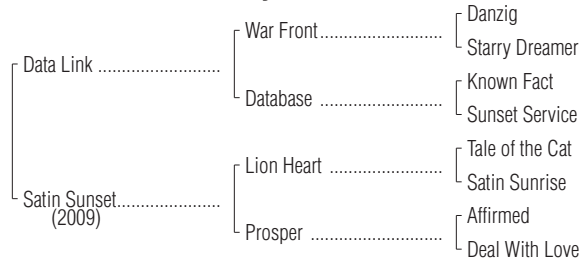 Danzig
War Front......................
Starry Dreamer
Data Link ......................
Known Fact
Database ......................
Sunset Service
Tale of the Cat
Lion Heart ......................
Satin Sunrise
Satin Sunset......................
(2009)
Affirmed
Prosper ......................
Deal With Love